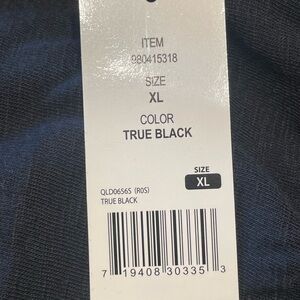 ITEM
980415318
SIZE
XL
COLOR
TRUE BLACK
SIZE
XL
QLD0656S (R0S)
TRUE BLACK
7 19408 30335 3